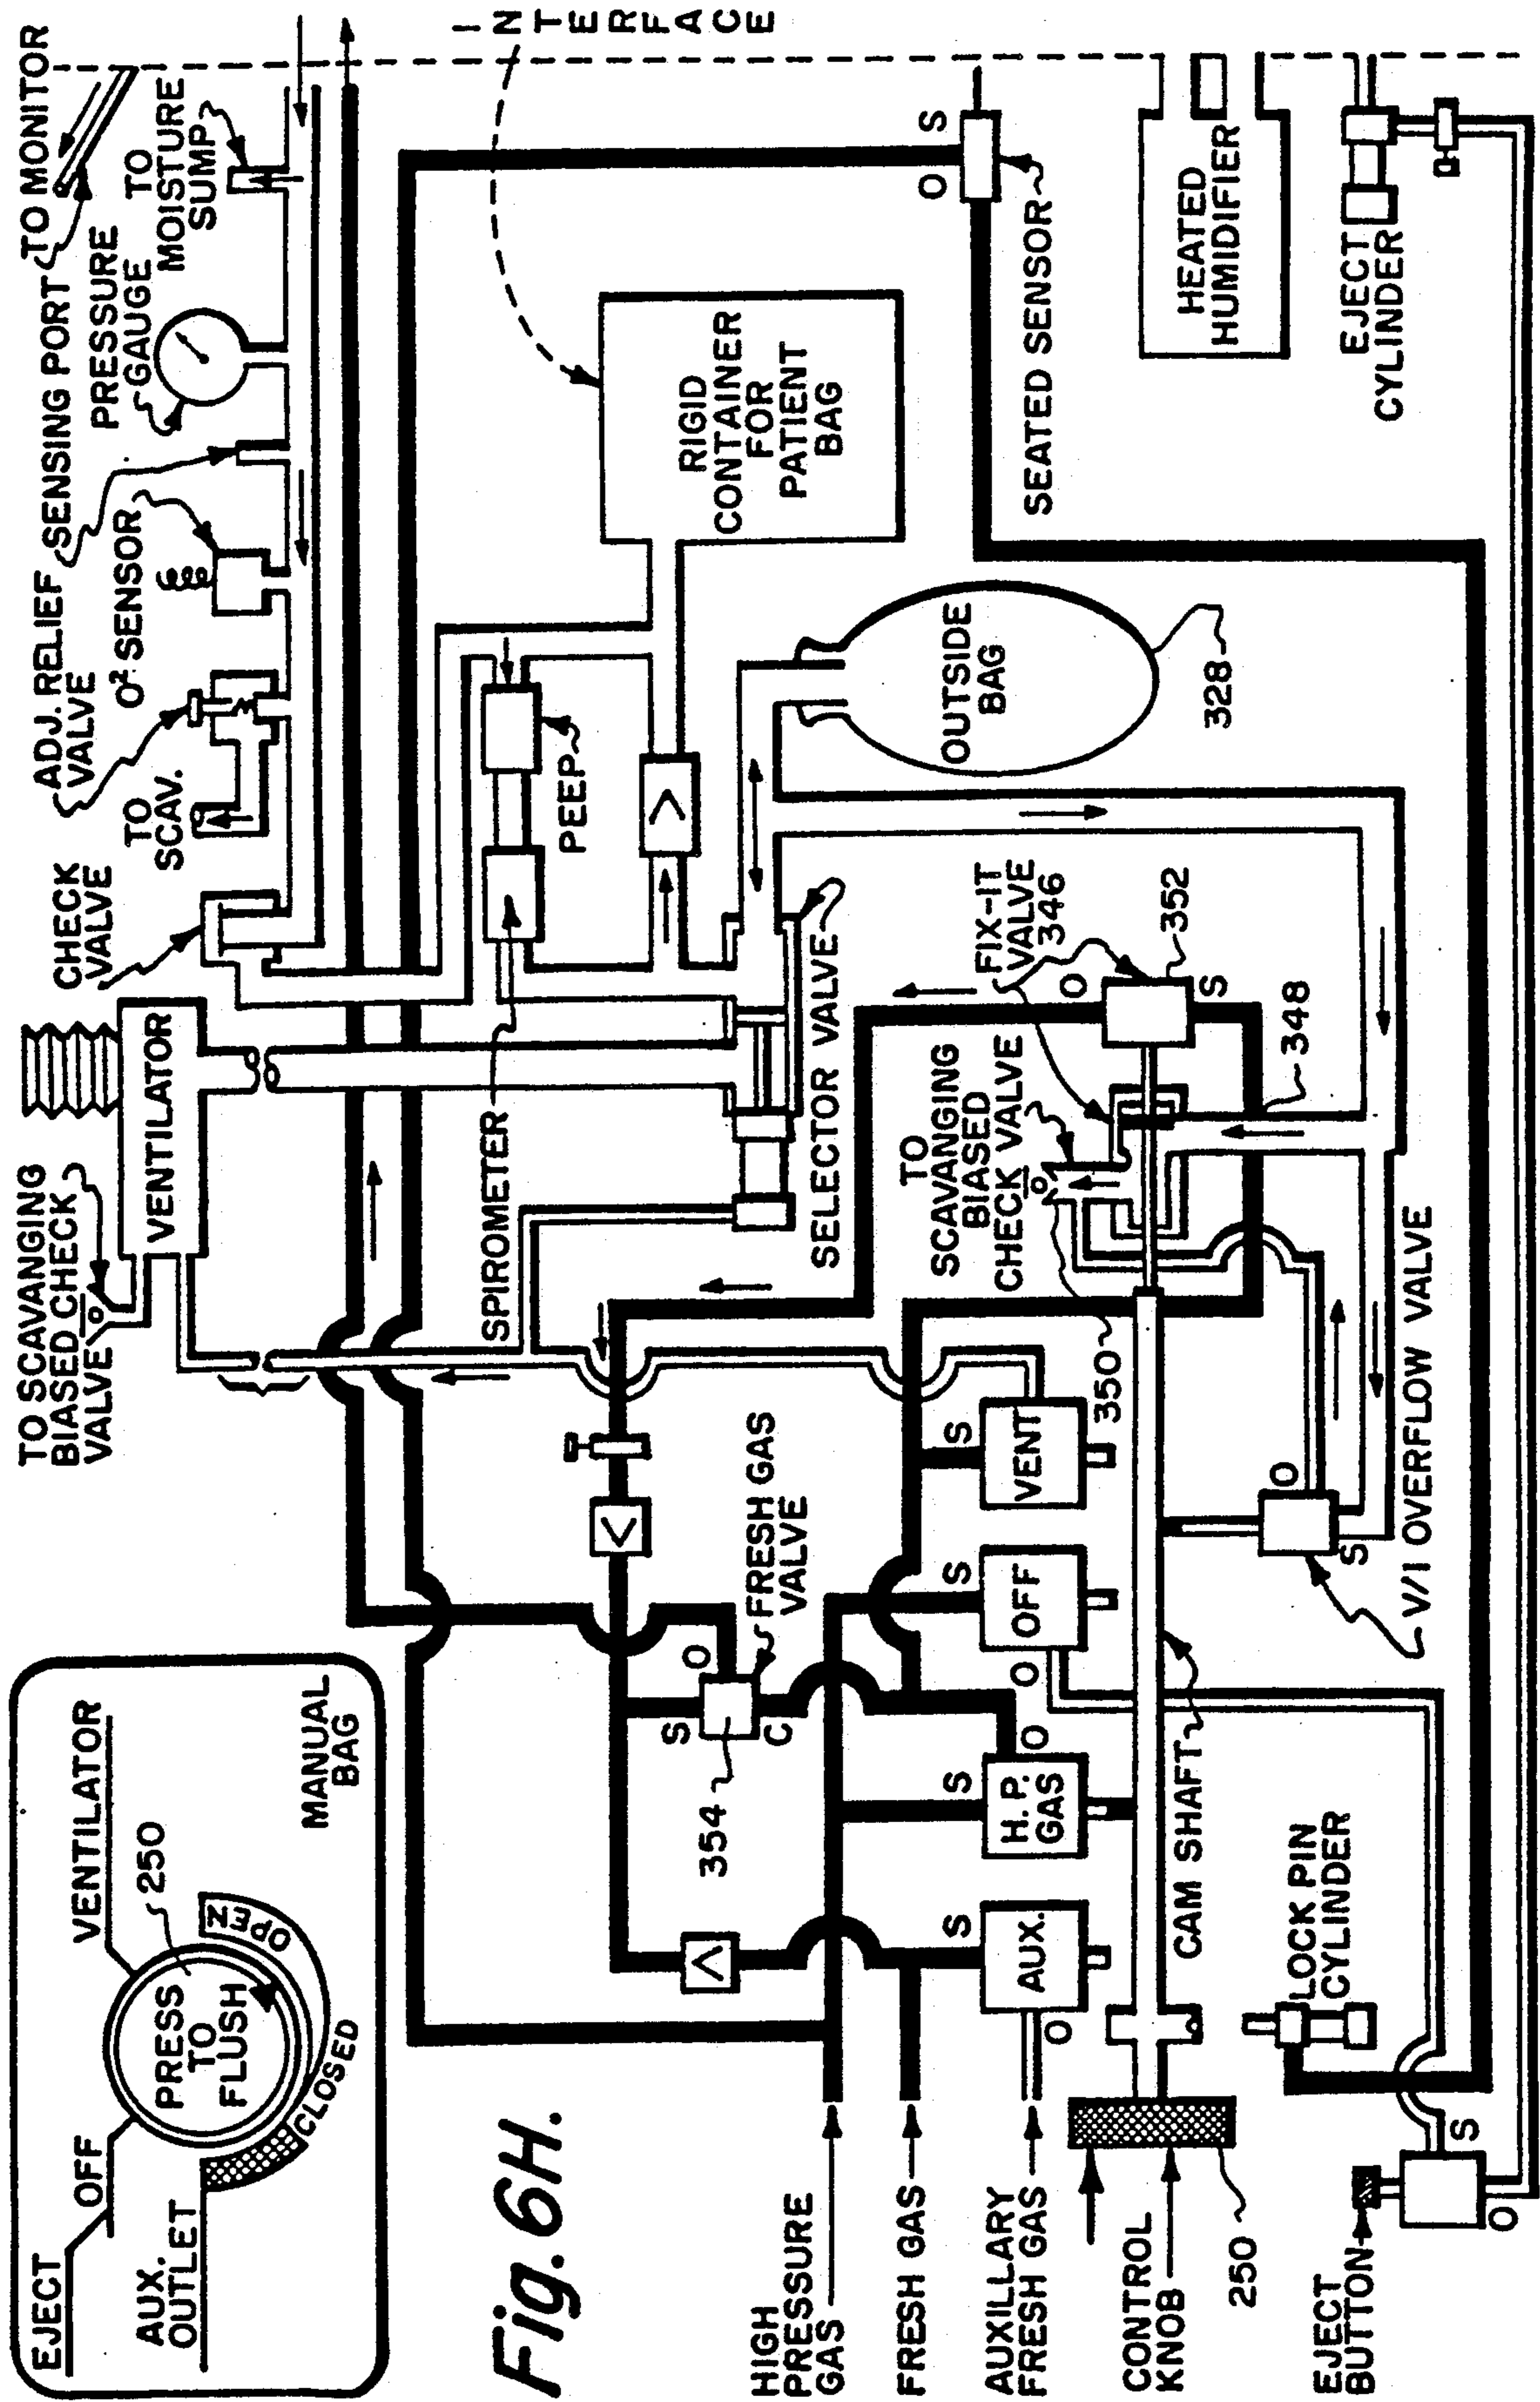 EJECT
OFF
AUX.
OUTLET
VENTILATOR
250
PRESS
TO
FLUSH
OPEN
CLOSED
MANUAL
BAG
Fig. 6H.
TO SCAVANGING
BIASED CHECK
VALVE
VENTILATOR
CHECK
VALVE
TO
SCAV.
ADJ. RELIEF
VALVE
O² SENSOR
SENSING PORT
PRESSURE
GAUGE
TO MONITOR
TO
MOISTURE
SUMP
INTERFACE
SPIROMETER
PEEP
RIGID
CONTAINER
FOR
PATIENT
BAG
SELECTOR VALVE
OUTSIDE
BAG
328
O
S
SEATED SENSOR
HEATED
HUMIDIFIER
EJECT
CYLINDER
FRESH GAS
VALVE
S
O
C
354
TO
SCAVANGING
BIASED
CHECK VALVE
FIX-IT
VALVE
346
O
S
352
348
350
HIGH
PRESSURE
GAS
FRESH GAS
AUXILLARY
FRESH GAS
S
AUX.
O
S
H.P.
GAS
O
S
OFF
O
S
VENT
CONTROL
KNOB
250
CAM SHAFT
O
S
V/I OVERFLOW VALVE
LOCK PIN
CYLINDER
EJECT
BUTTON
S
O